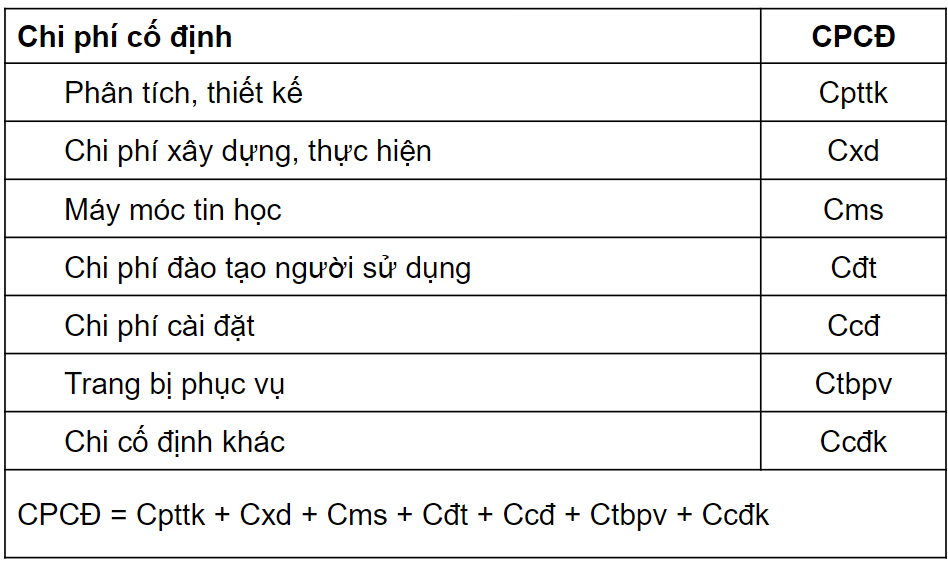 Chi phí cố định CPCĐ
Phân tích, thiết kế Cpttk
Chi phí xây dựng, thực hiện Cxd
Máy móc tin học Cms
Chi phí đào tạo người sử dụng Cđt
Chi phí cài đặt Ccđ
Trang bị phục vụ Ctbpv
Chi cố định khác Ccđk
CPCĐ = Cpttk + Cxd + Cms + Cđt + Ccđ + Ctbpv + Ccđk